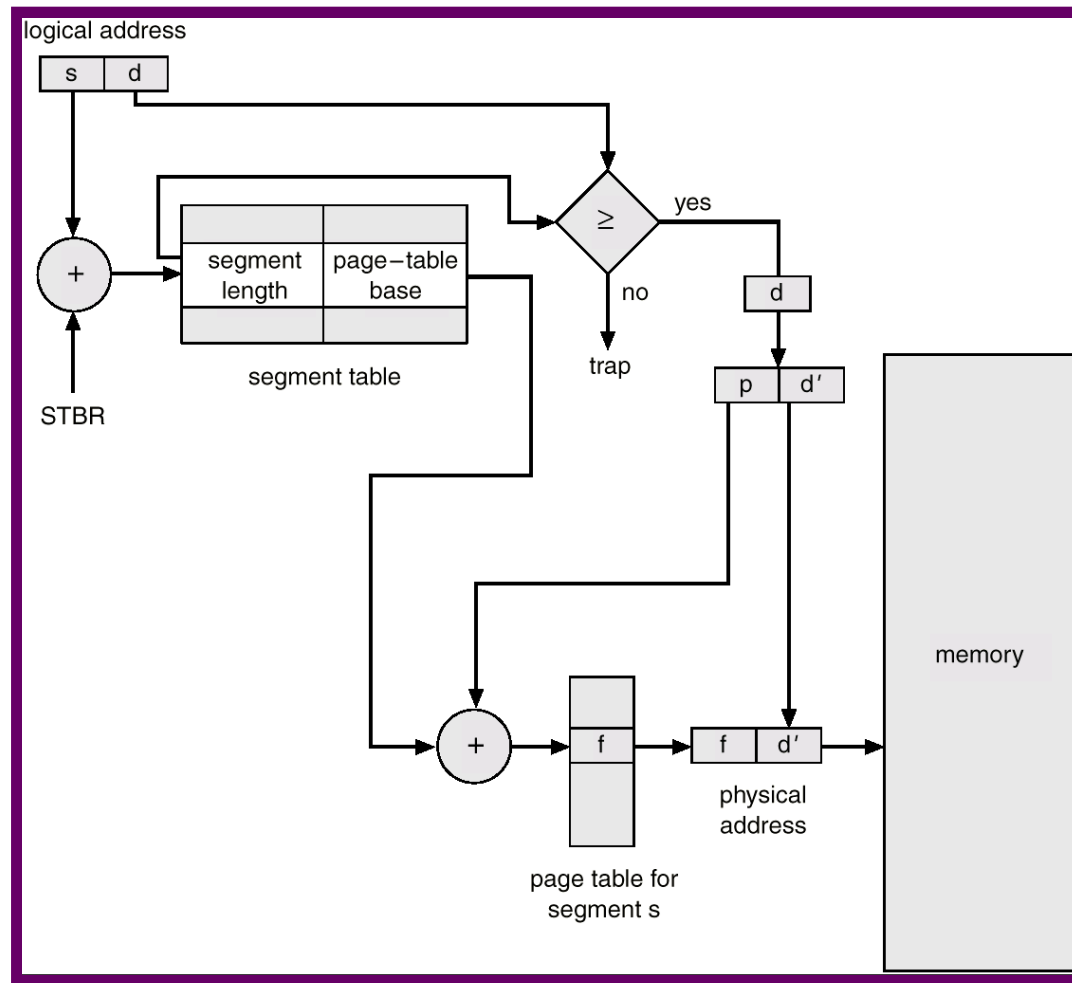 logical address
s d
≥
yes
+
segment
length
page–table
base
no
d
segment table
trap
p d′
STBR
memory
+
f
f d′
physical
address
page table for
segment s